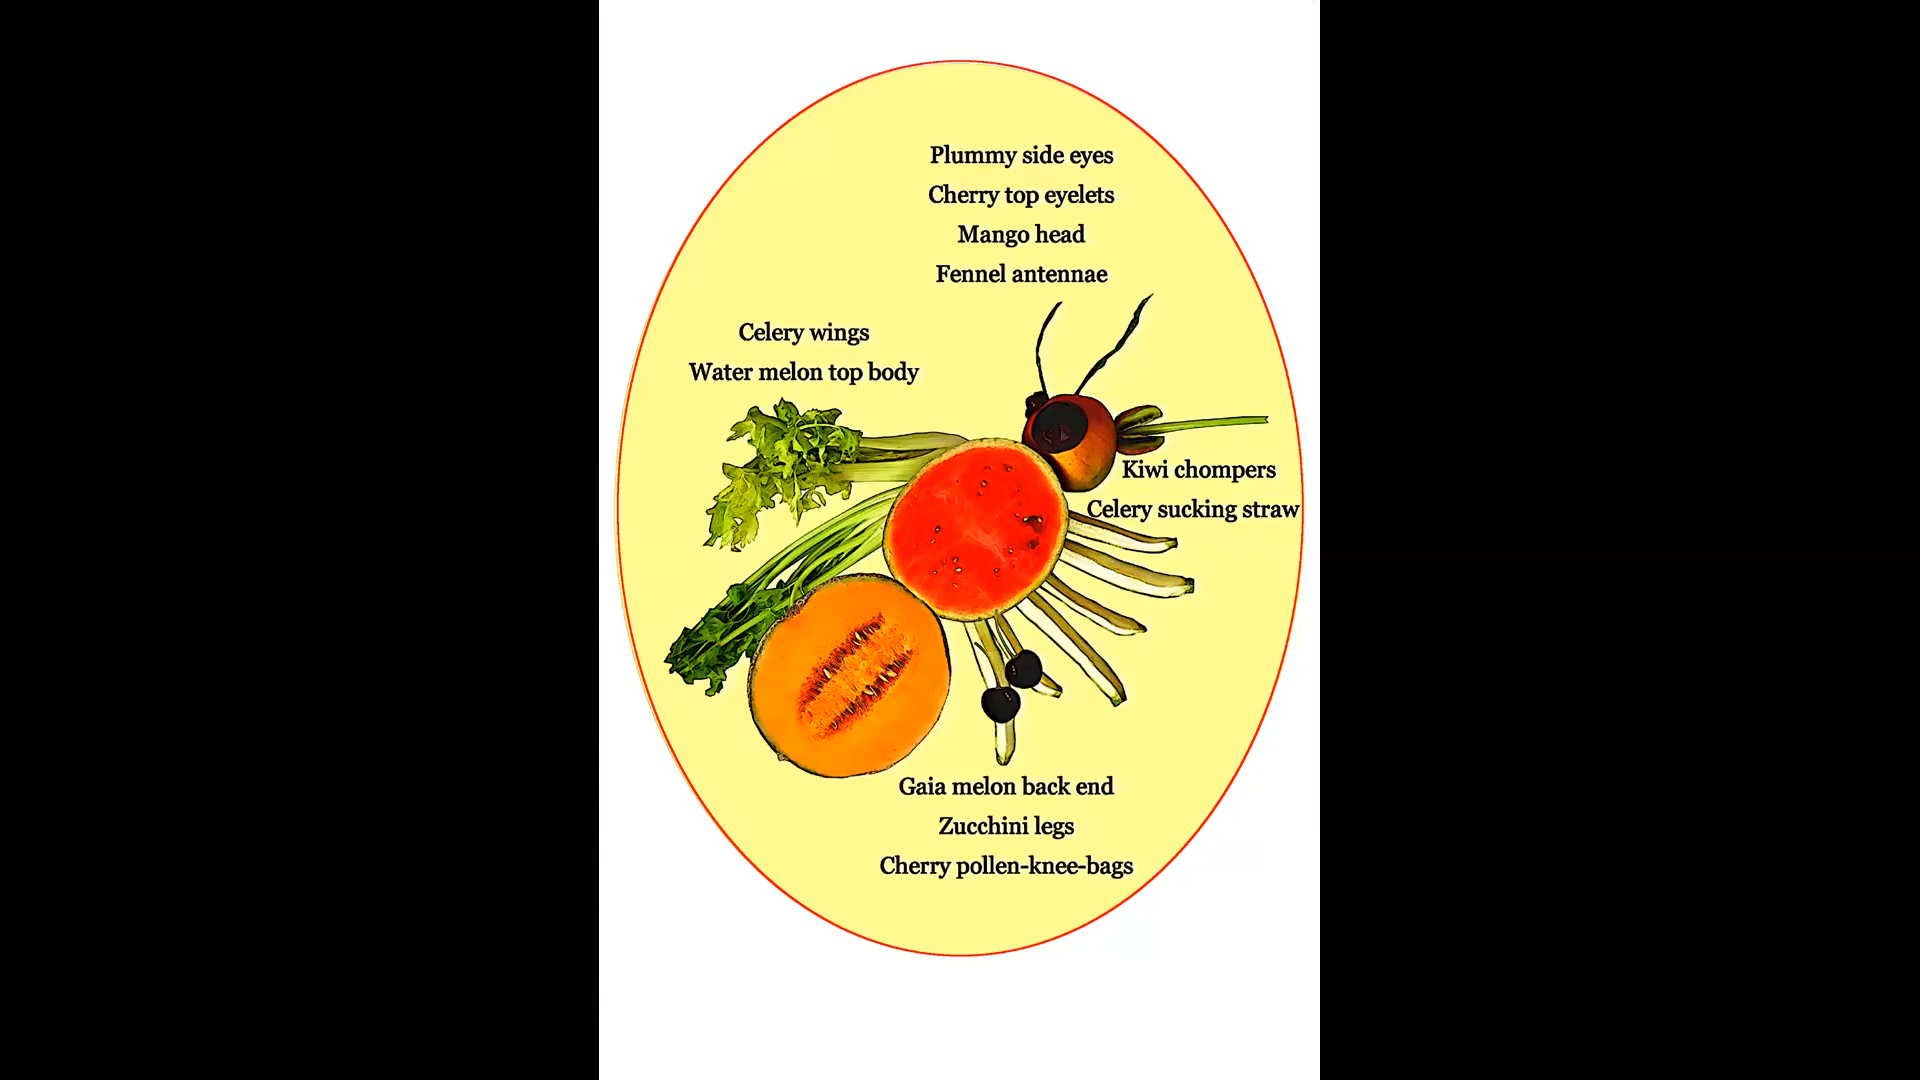 Plummy side eyes
Cherry top eyelets
Mango head
Fennel antennae
Celery wings
Water melon top body
Kiwi chompers
Celery sucking straw
Gaia melon back end
Zucchini legs
Cherry pollen-knee-bags